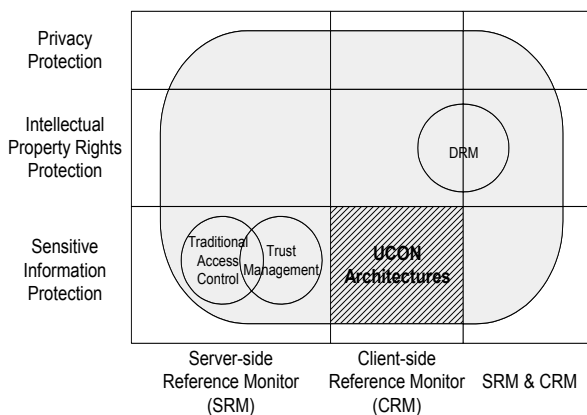 Privacy
Protection
Intellectual
Property Rights
Protection
DRM
Sensitive
Information
Protection
Traditional
Access
Control
Trust
Management
UCON
Architectures
Server-side
Reference Monitor
(SRM)
Client-side
Reference Monitor
(CRM)
SRM & CRM